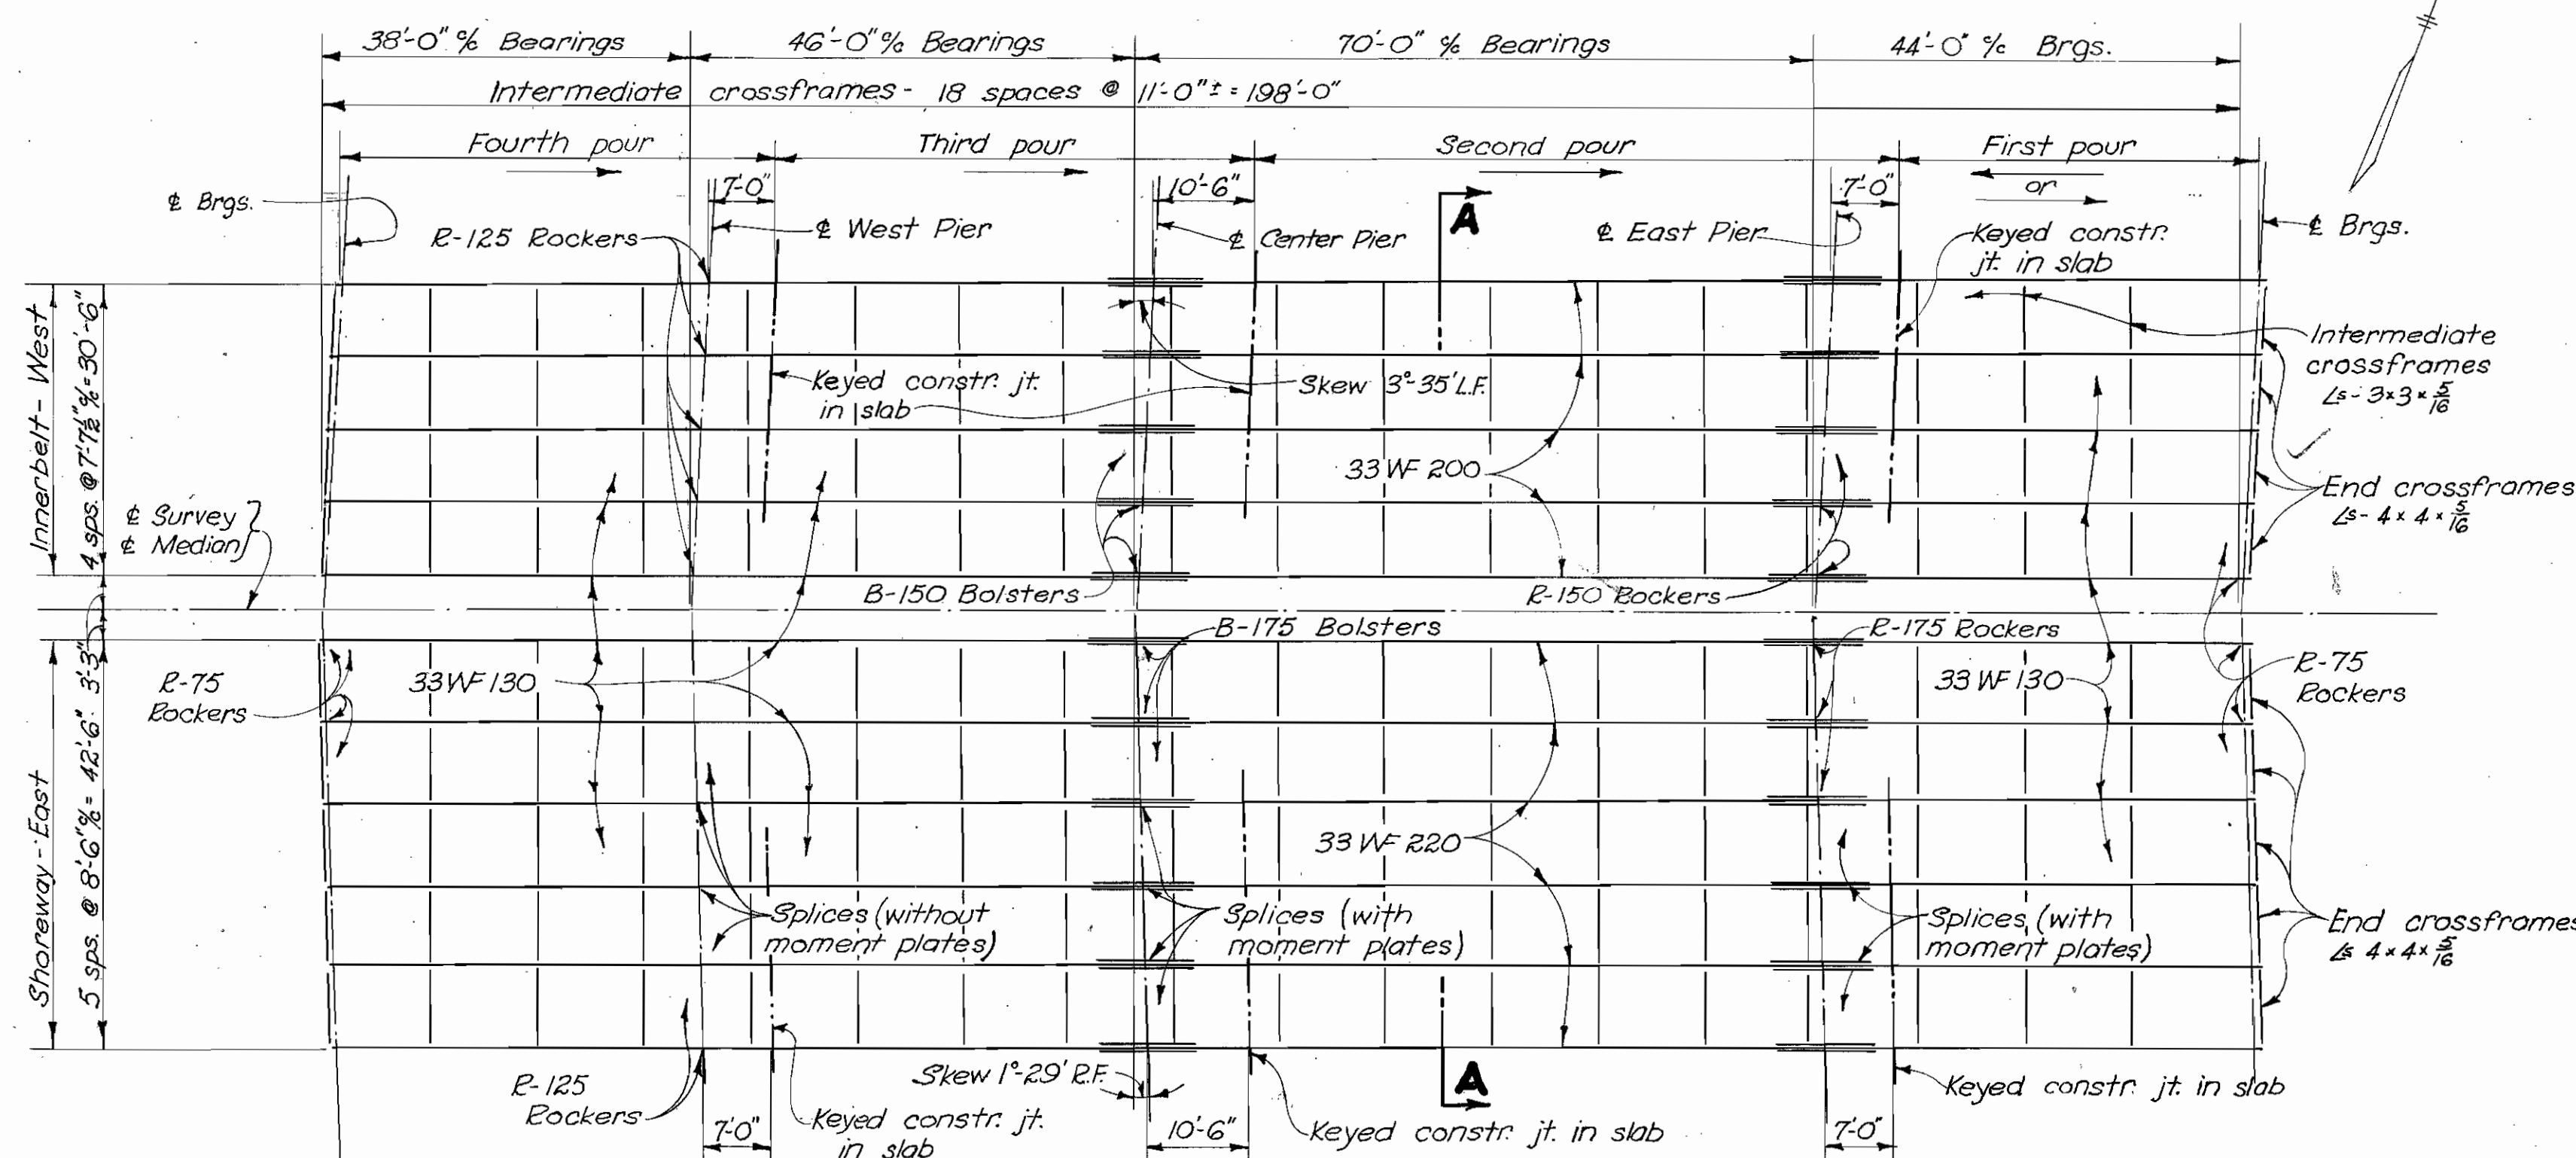 38'-0" c/c Bearings
46'-0" c/c Bearings
70'-0" c/c Bearings
44'-0" c/c Brgs.
Intermediate crossframes - 18 spaces @ 11'-0"± = 198'-0"
Fourth pour
Third pour
Second pour
First pour
or
7'-0"
10'-6"
7'-0"
℄ Brgs.
R-125 Rockers
℄ West Pier
℄ Center Pier
A
℄ East Pier
Keyed constr.
jt. in slab
℄ Brgs.
Innerbelt - West
4 sps. @ 7'-7½" c/c = 30'-6"
Keyed constr. jt.
in slab
Skew 3°-35' L.F.
Intermediate
crossframes
∠s - 3 x 3 x 5/16
33 WF 200
End crossframes
∠s - 4 x 4 x 5/16
℄ Survey
℄ Median
B-150 Bolsters
R-150 Rockers
3'-3"
B-175 Bolsters
R-175 Rockers
R-75
Rockers
33 WF 130
33 WF 130
R-75
Rockers
Shoreway - East
5 sps. @ 8'-6" c/c = 42'-6"
33 WF 220
Splices (without
moment plates)
Splices (with
moment plates)
Splices (with
moment plates)
End crossframes
∠s 4 x 4 x 5/16
R-125
Rockers
Skew 1°-29' R.F.
A
Keyed constr. jt. in slab
7'-0"
Keyed constr. jt.
in slab
10'-6"
Keyed constr. jt. in slab
7'-0"